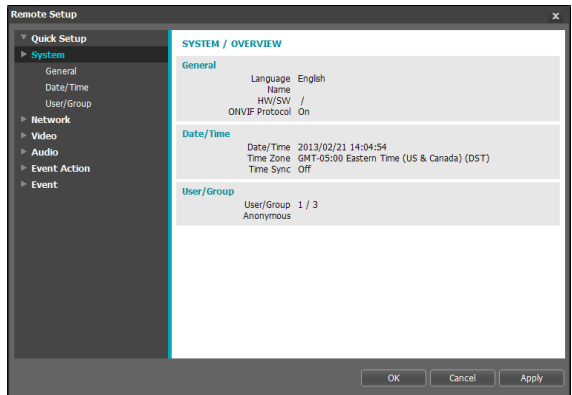 Remote Setup
x
Quick Setup
System
General
Date/Time
User/Group
Network
Video
Audio
Event Action
Event
SYSTEM / OVERVIEW
General
Language English
Name
HW/SW /
ONVIF Protocol On
Date/Time
Date/Time 2013/02/21 14:04:54
Time Zone GMT-05:00 Eastern Time (US & Canada) (DST)
Time Sync Off
User/Group
User/Group 1 / 3
Anonymous
OK Cancel Apply